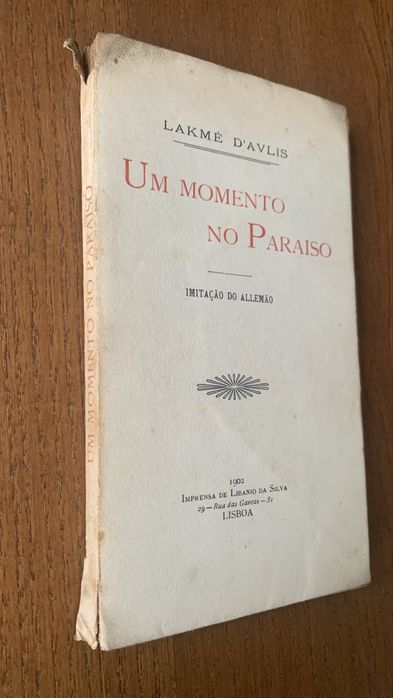 LAKMÉ D'AVLIS
UM MOMENTO
NO PARAISO
IMITAÇÃO DO ALLEMÃO
1902
IMPRENSA DE LIBANIO DA SILVA
29—Rua das Gaveas—31
LISBOA
UM MOMENTO NO PARAISO